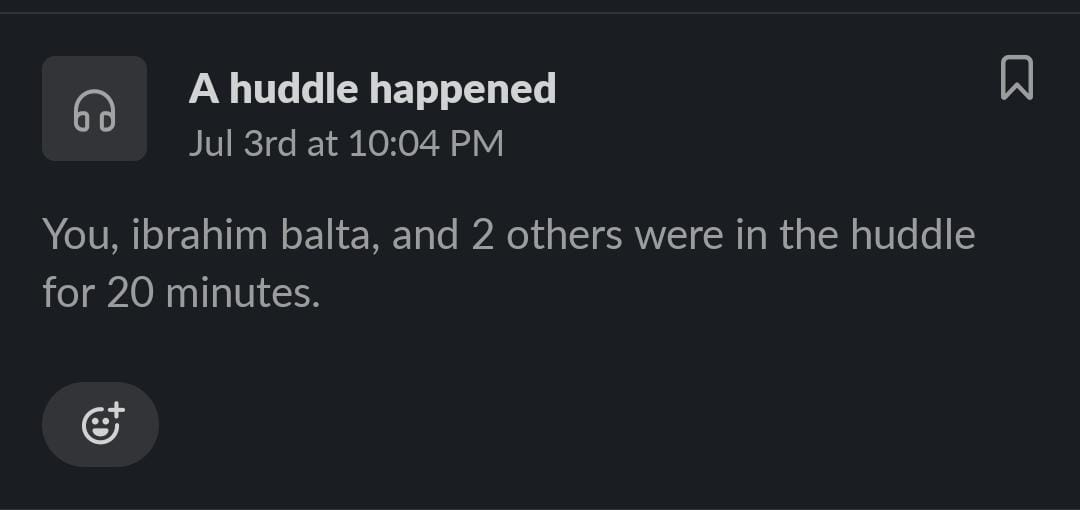 A huddle happened
Jul 3rd at 10:04 PM
You, ibrahim balta, and 2 others were in the huddle
for 20 minutes.